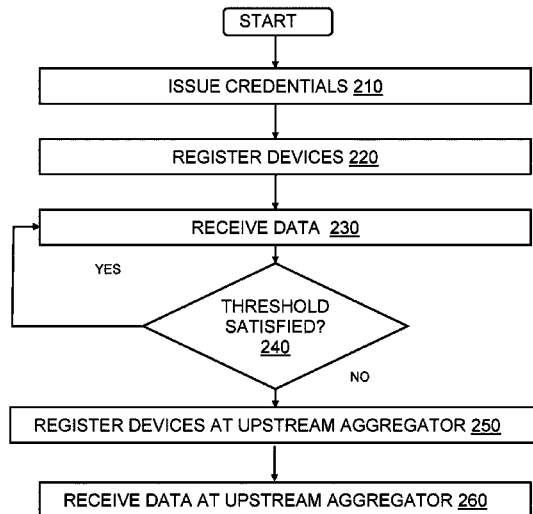 START
ISSUE CREDENTIALS 210
REGISTER DEVICES 220
RECEIVE DATA 230
YES
THRESHOLD
SATISFIED?
240
NO
REGISTER DEVICES AT UPSTREAM AGGREGATOR 250
RECEIVE DATA AT UPSTREAM AGGREGATOR 260